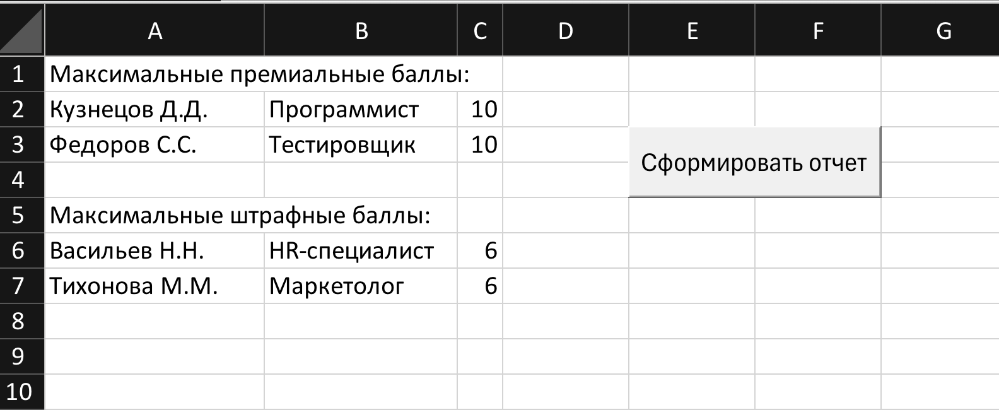 A B C D E F G
1 Максимальные премиальные баллы:
2 Кузнецов Д.Д. Программист 10
3 Федоров С.С. Тестировщик 10
Сформировать отчет
4
5 Максимальные штрафные баллы:
6 Васильев Н.Н. HR-специалист 6
7 Тихонова М.М. Маркетолог 6
8
9
10